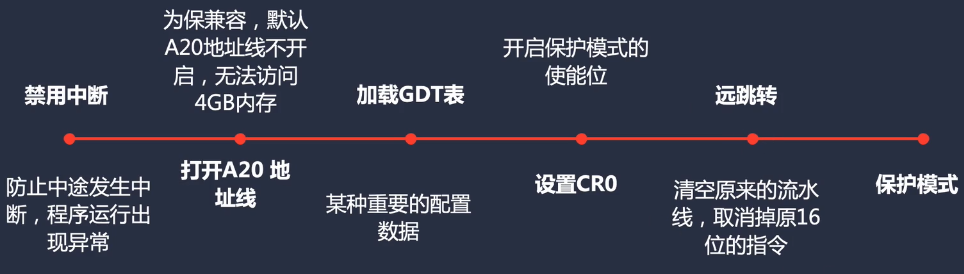 禁用中断
防止中途发生中
断，程序运行出
现异常
为保兼容，默认
A20地址线不开
启，无法访问
4GB内存
打开A20 地
址线
加载GDT表
某种重要的配置
数据
开启保护模式的
使能位
设置CR0
远跳转
清空原来的流水
线，取消掉原16
位的指令
保护模式